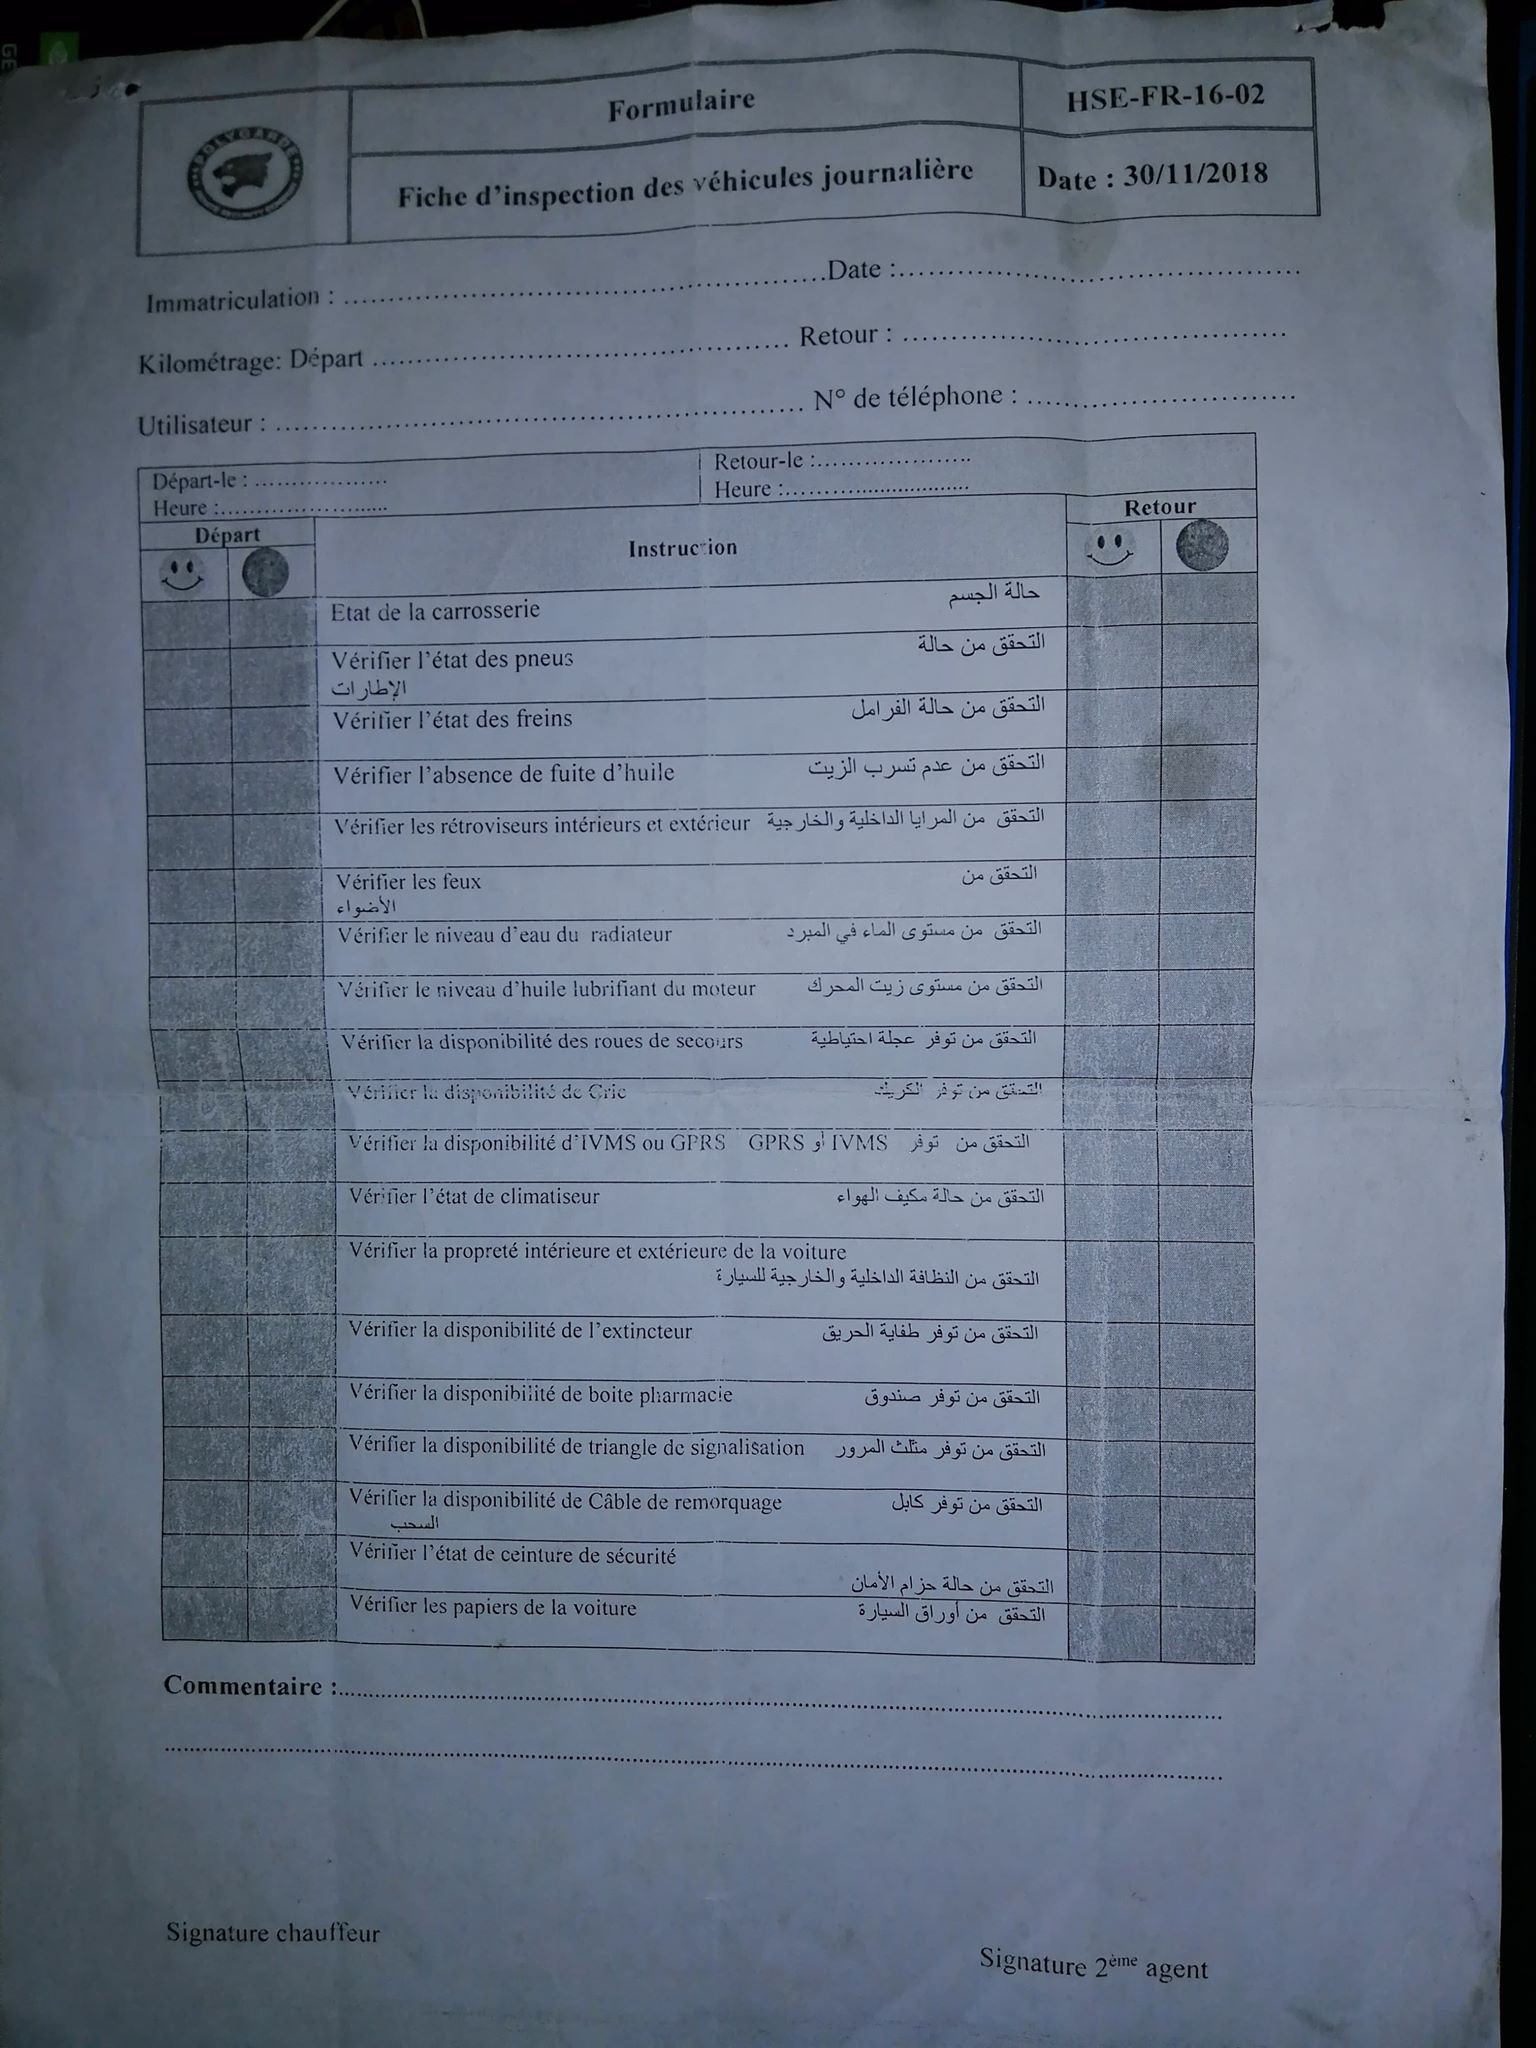 POLYGARDE
Formulaire
HSE-FR-16-02
Fiche d'inspection des véhicules journalière
Date : 30/11/2018
Immatriculation : ........................................Date :........................................
Kilométrage: Départ ........................................ Retour : ........................................
Utilisateur : ........................................ N° de téléphone : ..............................
Départ-le : ..................
Retour-le :.....................
Heure :........................
Heure :..........................
Départ
Instruction
Retour
Etat de la carrosserie حالة الجسم
Vérifier l'état des pneus التحقق من حالة
الإطارات
Vérifier l'état des freins التحقق من حالة الفرامل
Vérifier l'absence de fuite d'huile التحقق من عدم تسرب الزيت
Vérifier les rétroviseurs intérieurs et extérieur التحقق من المرايا الداخلية والخارجية
Vérifier les feux التحقق من
الأضواء
Vérifier le niveau d'eau du radiateur التحقق من مستوى الماء في المبرد
Vérifier le niveau d'huile lubrifiant du moteur التحقق من مستوى زيت المحرك
Vérifier la disponibilité des roues de secours التحقق من توفر عجلة احتياطية
Vérifier la disponibilité de Cric التحقق من توفر الكريك
Vérifier la disponibilité d'IVMS ou GPRS التحقق من توفر IVMS أو GPRS
Vérifier l'état de climatiseur التحقق من حالة مكيف الهواء
Vérifier la propreté intérieure et extérieure de la voiture
التحقق من النظافة الداخلية والخارجية للسيارة
Vérifier la disponibilité de l'extincteur التحقق من توفر طفاية الحريق
Vérifier la disponibilité de boite pharmacie التحقق من توفر صندوق
Vérifier la disponibilité de triangle de signalisation التحقق من توفر مثلث المرور
Vérifier la disponibilité de Câble de remorquage التحقق من توفر كابل
السحب
Vérifier l'état de ceinture de sécurité
التحقق من حالة حزام الأمان
Vérifier les papiers de la voiture التحقق من أوراق السيارة
Commentaire :................................................................................
................................................................................
Signature chauffeur
Signature 2ème agent